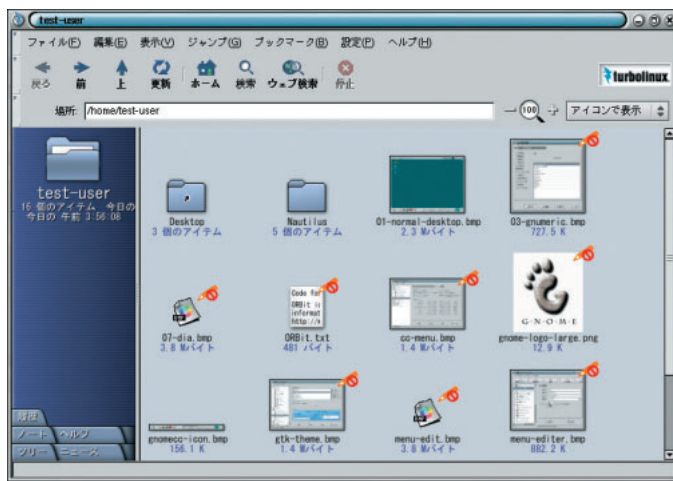 test-user
ファイル(F) 編集(E) 表示(V) ジャンプ(G) ブックマーク(B) 設定(P) ヘルプ(H)
戻る 前 上 更新 ホーム 検索 ウェブ検索 停止
turbolinux
場所: /home/test-user
100
アイコンで表示
test-user
16 個のアイテム 今日の
今日の 午前 3:56:08
Desktop
3 個のアイテム
Nautilus
5 個のアイテム
01-normal-desktop.bmp
2.3 Mバイト
03-gnumeric.bmp
727.5 K
07-dia.bmp
3.8 Mバイト
Code for
ORBit is
informat
http://
ORBit.txt
481 バイト
cc-menu.bmp
1.4 Mバイト
G·N·O·M·E
gnome-logo-large.png
12.9 K
gnomecc-icon.bmp
156.1 K
gtk-theme.bmp
1.4 Mバイト
menu-edit.bmp
3.8 Mバイト
menu-editer.bmp
882.2 K
履歴
ノート ヘルプ
ツリー ニュース